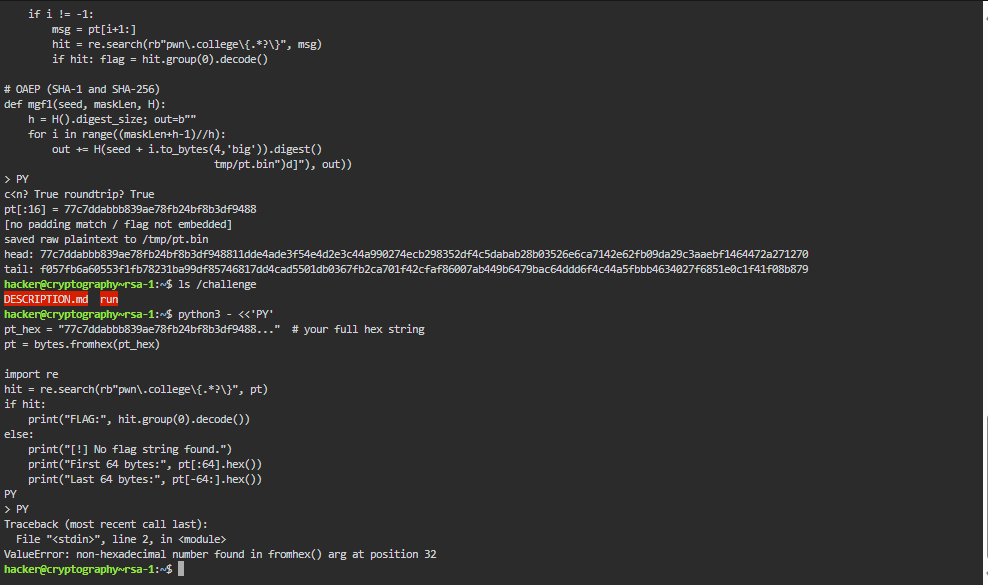 if i != -1:
        msg = pt[i+1:]
        hit = re.search(rb"pwn\.college\{.*?\}", msg)
        if hit: flag = hit.group(0).decode()

# OAEP (SHA-1 and SHA-256)
def mgf1(seed, maskLen, H):
    h = H().digest_size; out=b""
    for i in range((maskLen+h-1)//h):
        out += H(seed + i.to_bytes(4,'big')).digest()
                                   tmp/pt.bin")d]"), out))
> PY
c<n? True roundtrip? True
pt[:16] = 77c7ddabbb839ae78fb24bf8b3df9488
[no padding match / flag not embedded]
saved raw plaintext to /tmp/pt.bin
head: 77c7ddabbb839ae78fb24bf8b3df948811dde4ade3f54e4d2e3c44a990274ecb298352df4c5dabab28b03526e6ca7142e62fb09da29c3aaebf1464472a271270
tail: f057fb6a60553f1fb78231ba99df85746817dd4cad5501db0367fb2ca701f42cfaf86007ab449b6479bac64ddd6f4c44a5fbbb4634027f6851e0c1f41f08b879
hacker@cryptography~rsa-1:~$ ls /challenge
DESCRIPTION.md  run
hacker@cryptography~rsa-1:~$ python3 - <<'PY'
pt_hex = "77c7ddabbb839ae78fb24bf8b3df9488..."  # your full hex string
pt = bytes.fromhex(pt_hex)

import re
hit = re.search(rb"pwn\.college\{.*?\}", pt)
if hit:
    print("FLAG:", hit.group(0).decode())
else:
    print("[!] No flag string found.")
    print("First 64 bytes:", pt[:64].hex())
    print("Last 64 bytes:", pt[-64:].hex())
PY
> PY
Traceback (most recent call last):
  File "<stdin>", line 2, in <module>
ValueError: non-hexadecimal number found in fromhex() arg at position 32
hacker@cryptography~rsa-1:~$